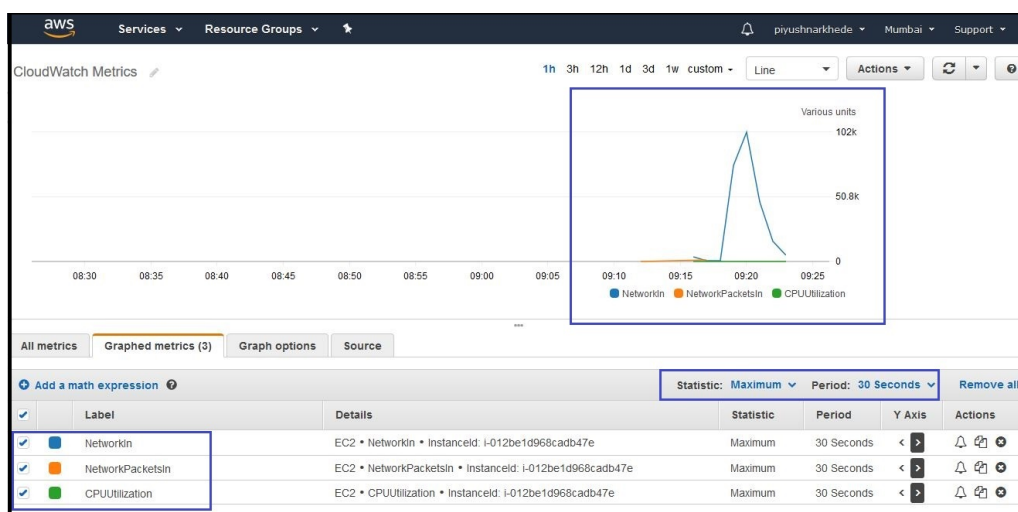 aws Services Resource Groups piyushnarkhede Mumbai Support
CloudWatch Metrics 1h 3h 12h 1d 3d 1w custom Line Actions
Various units
102k
50.8k
0
08:30 08:35 08:40 08:45 08:50 08:55 09:00 09:05 09:10 09:15 09:20 09:25
NetworkIn NetworkPacketsIn CPUUtilization
All metrics Graphed metrics (3) Graph options Source
Add a math expression Statistic: Maximum Period: 30 Seconds Remove all
Label Details Statistic Period Y Axis Actions
NetworkIn EC2 • NetworkIn • InstanceId: i-012be1d968cadb47e Maximum 30 Seconds < >
NetworkPacketsIn EC2 • NetworkPacketsIn • InstanceId: i-012be1d968cadb47e Maximum 30 Seconds < >
CPUUtilization EC2 • CPUUtilization • InstanceId: i-012be1d968cadb47e Maximum 30 Seconds < >